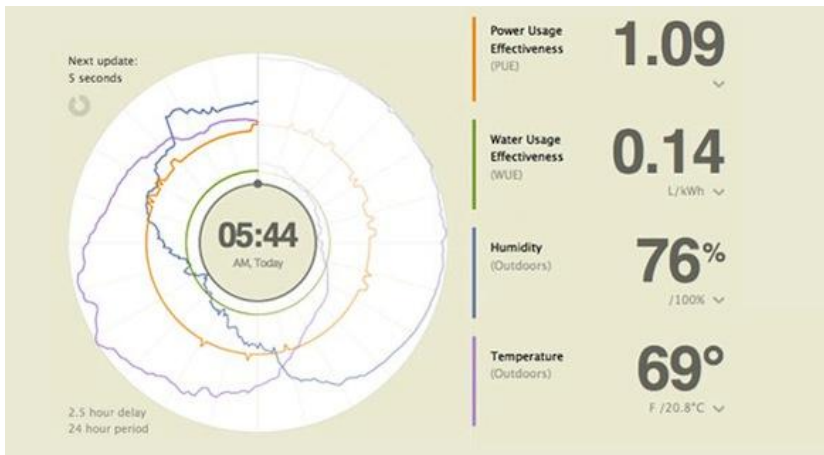 Next update:
5 seconds
05:44
AM, Today
2.5 hour delay
24 hour period
Power Usage
Effectiveness
(PUE)
1.09
Water Usage
Effectiveness
(WUE)
0.14
L/kWh
Humidity
(Outdoors)
76%
/100%
Temperature
(Outdoors)
69°
F /20.8°C